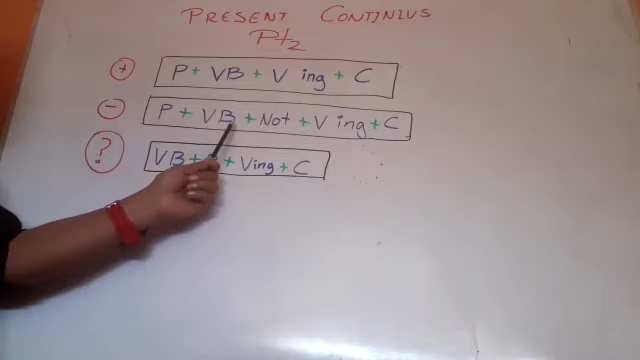 PRESENT CONTINIUS
Pt2
+ P + VB + V ing + C
- P + VB + Not + V ing + C
? VB + + Ving + C